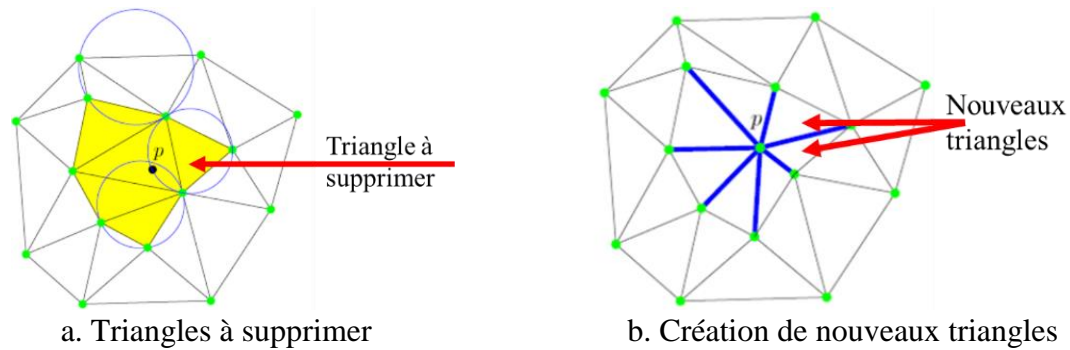 p
Triangle à
supprimer
p
Nouveaux
triangles
a. Triangles à supprimer
b. Création de nouveaux triangles